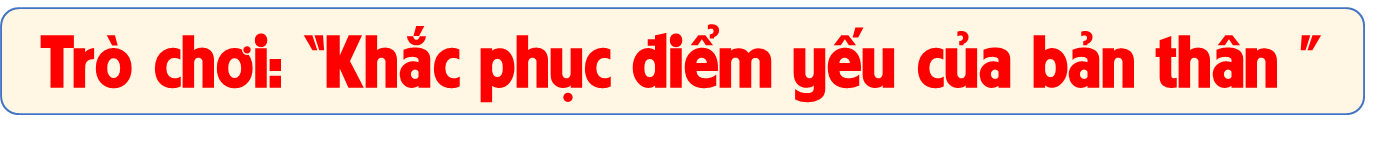 Trò chơi: “Khắc phục điểm yếu của bản thân ”